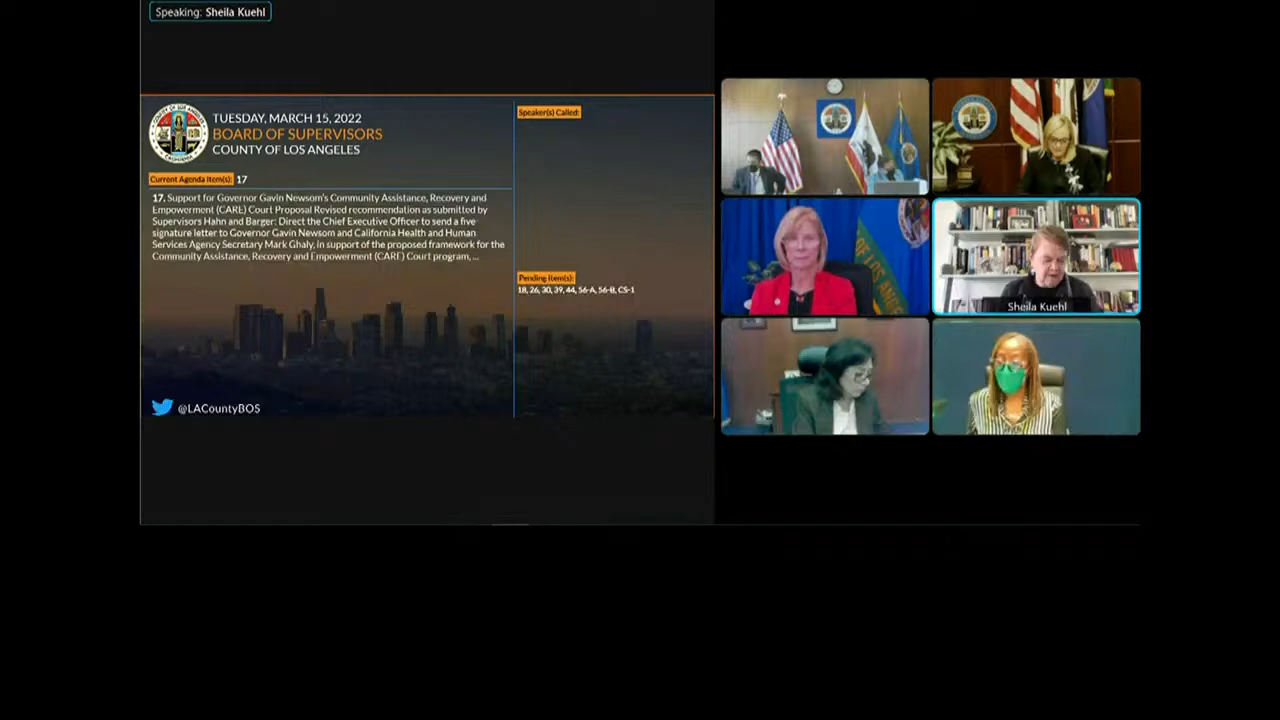 Speaking: Sheila Kuehl
TUESDAY, MARCH 15, 2022
BOARD OF SUPERVISORS
COUNTY OF LOS ANGELES
Current Agenda Item(s): 17
17. Support for Governor Gavin Newsom's Community Assistance, Recovery and
Empowerment (CARE) Court Proposal Revised recommendation as submitted by
Supervisors Hahn and Barger: Direct the Chief Executive Officer to send a five
signature letter to Governor Gavin Newsom and California Health and Human
Services Agency Secretary Mark Ghaly, in support of the proposed framework for the
Community Assistance, Recovery and Empowerment (CARE) Court program, ...
@LACountyBOS
Speaker(s) Called:
Pending Item(s):
18, 26, 30, 39, 44, 56-A, 56-B, CS-1
Sheila Kuehl